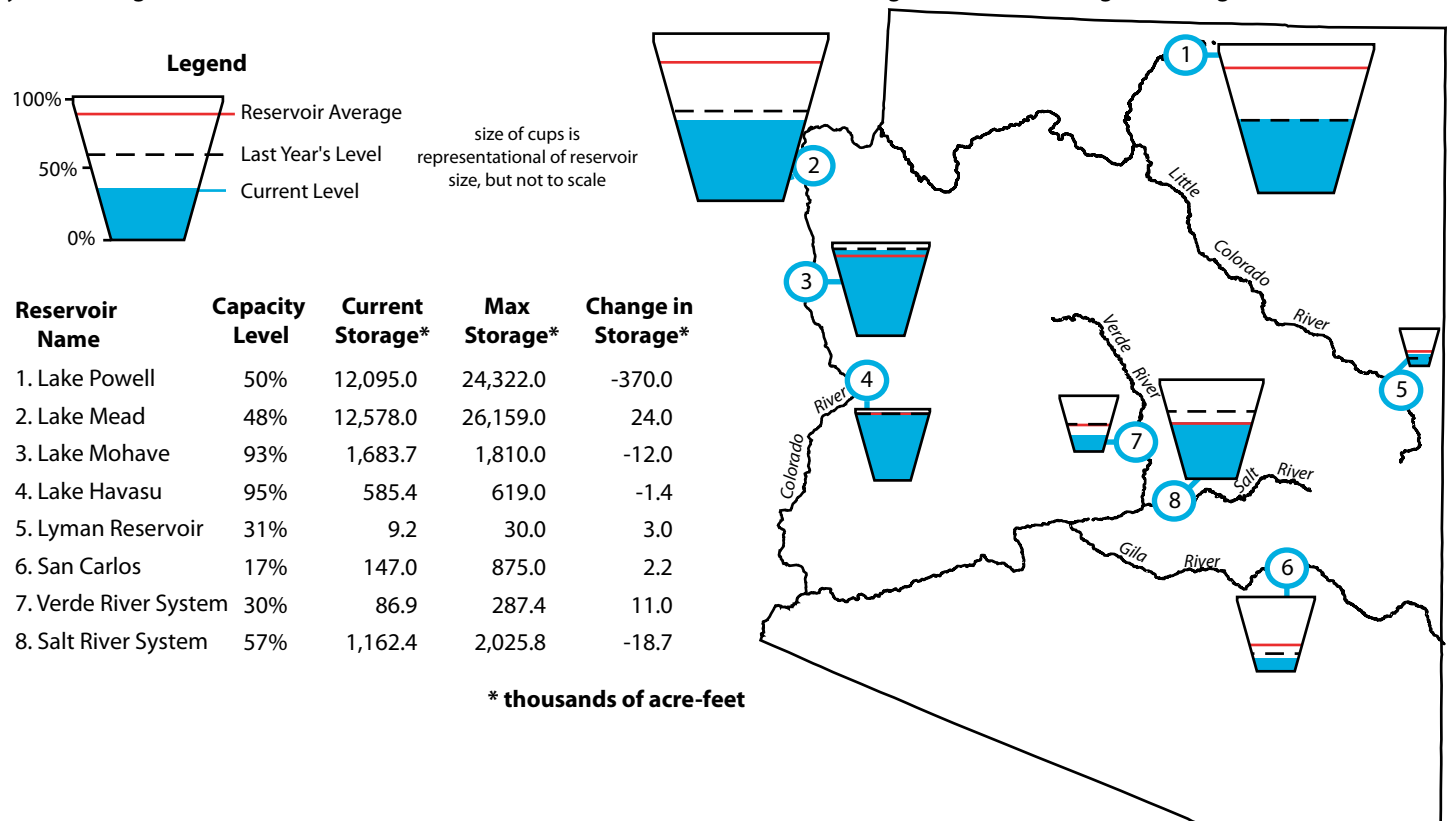 Legend
100%
50%
0%
Reservoir Average
Last Year's Level
Current Level
size of cups is
representational of reservoir
size, but not to scale
Reservoir Name Capacity Level Current Storage* Max Storage* Change in Storage*
1. Lake Powell 50% 12,095.0 24,322.0 -370.0
2. Lake Mead 48% 12,578.0 26,159.0 24.0
3. Lake Mohave 93% 1,683.7 1,810.0 -12.0
4. Lake Havasu 95% 585.4 619.0 -1.4
5. Lyman Reservoir 31% 9.2 30.0 3.0
6. San Carlos 17% 147.0 875.0 2.2
7. Verde River System 30% 86.9 287.4 11.0
8. Salt River System 57% 1,162.4 2,025.8 -18.7
* thousands of acre-feet
1
2
3
4
5
6
7
8
Little
Colorado
River
Verde
River
Colorado
River
Salt
River
Gila
River